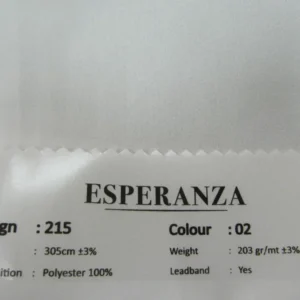 ESPERANZA
gn : 215 Colour : 02
: 305cm ±3% Weight : 203 gr/mt ±3%
ition : Polyester 100% Leadband : Yes